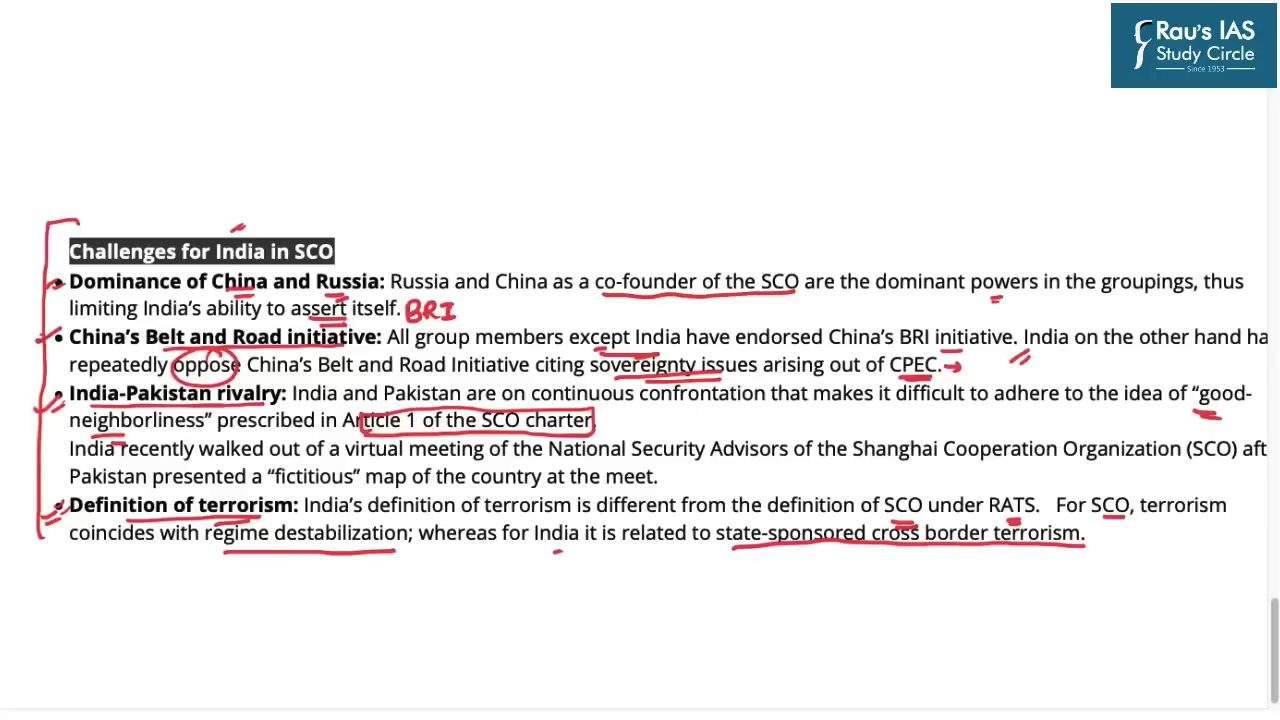 Rau's IAS
Study Circle
Since 1953
Challenges for India in SCO
• Dominance of China and Russia: Russia and China as a co-founder of the SCO are the dominant powers in the groupings, thus
limiting India's ability to assert itself. BRI
• China's Belt and Road initiative: All group members except India have endorsed China's BRI initiative. India on the other hand ha
repeatedly oppose China's Belt and Road Initiative citing sovereignty issues arising out of CPEC.
• India-Pakistan rivalry: India and Pakistan are on continuous confrontation that makes it difficult to adhere to the idea of “good-
neighborliness” prescribed in Article 1 of the SCO charter.
India recently walked out of a virtual meeting of the National Security Advisors of the Shanghai Cooperation Organization (SCO) aft
Pakistan presented a “fictitious” map of the country at the meet.
• Definition of terrorism: India's definition of terrorism is different from the definition of SCO under RATS. For SCO, terrorism
coincides with regime destabilization; whereas for India it is related to state-sponsored cross border terrorism.